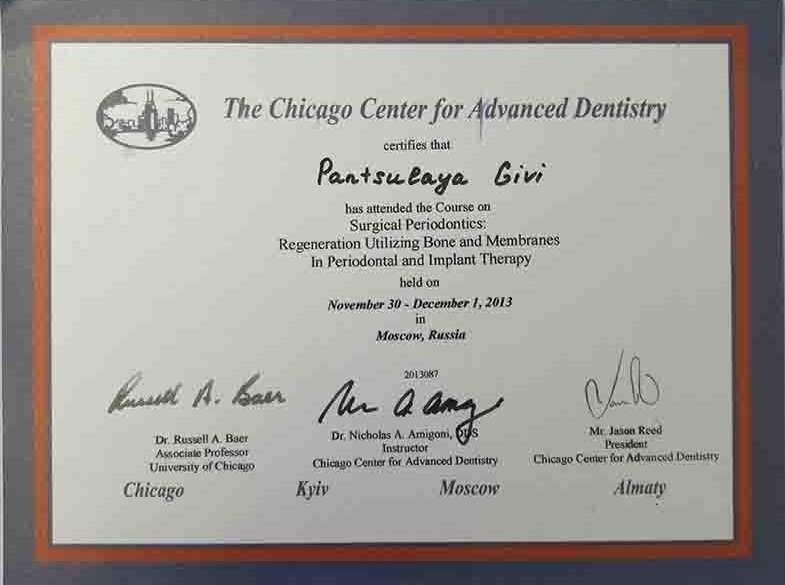 The Chicago Center for Advanced Dentistry
certifies that
Pantsulaya Givi
has attended the Course on
Surgical Periodontics:
Regeneration Utilizing Bone and Membranes
In Periodontal and Implant Therapy
held on
November 30 - December 1, 2013
in
Moscow, Russia
2013087
Russell A. Baer
Dr. Russell A. Baer
Associate Professor
University of Chicago
Dr. Nicholas A. Amigoni, DDS
Instructor
Chicago Center for Advanced Dentistry
Mr. Jason Reed
President
Chicago Center for Advanced Dentistry
Chicago Kyiv Moscow Almaty